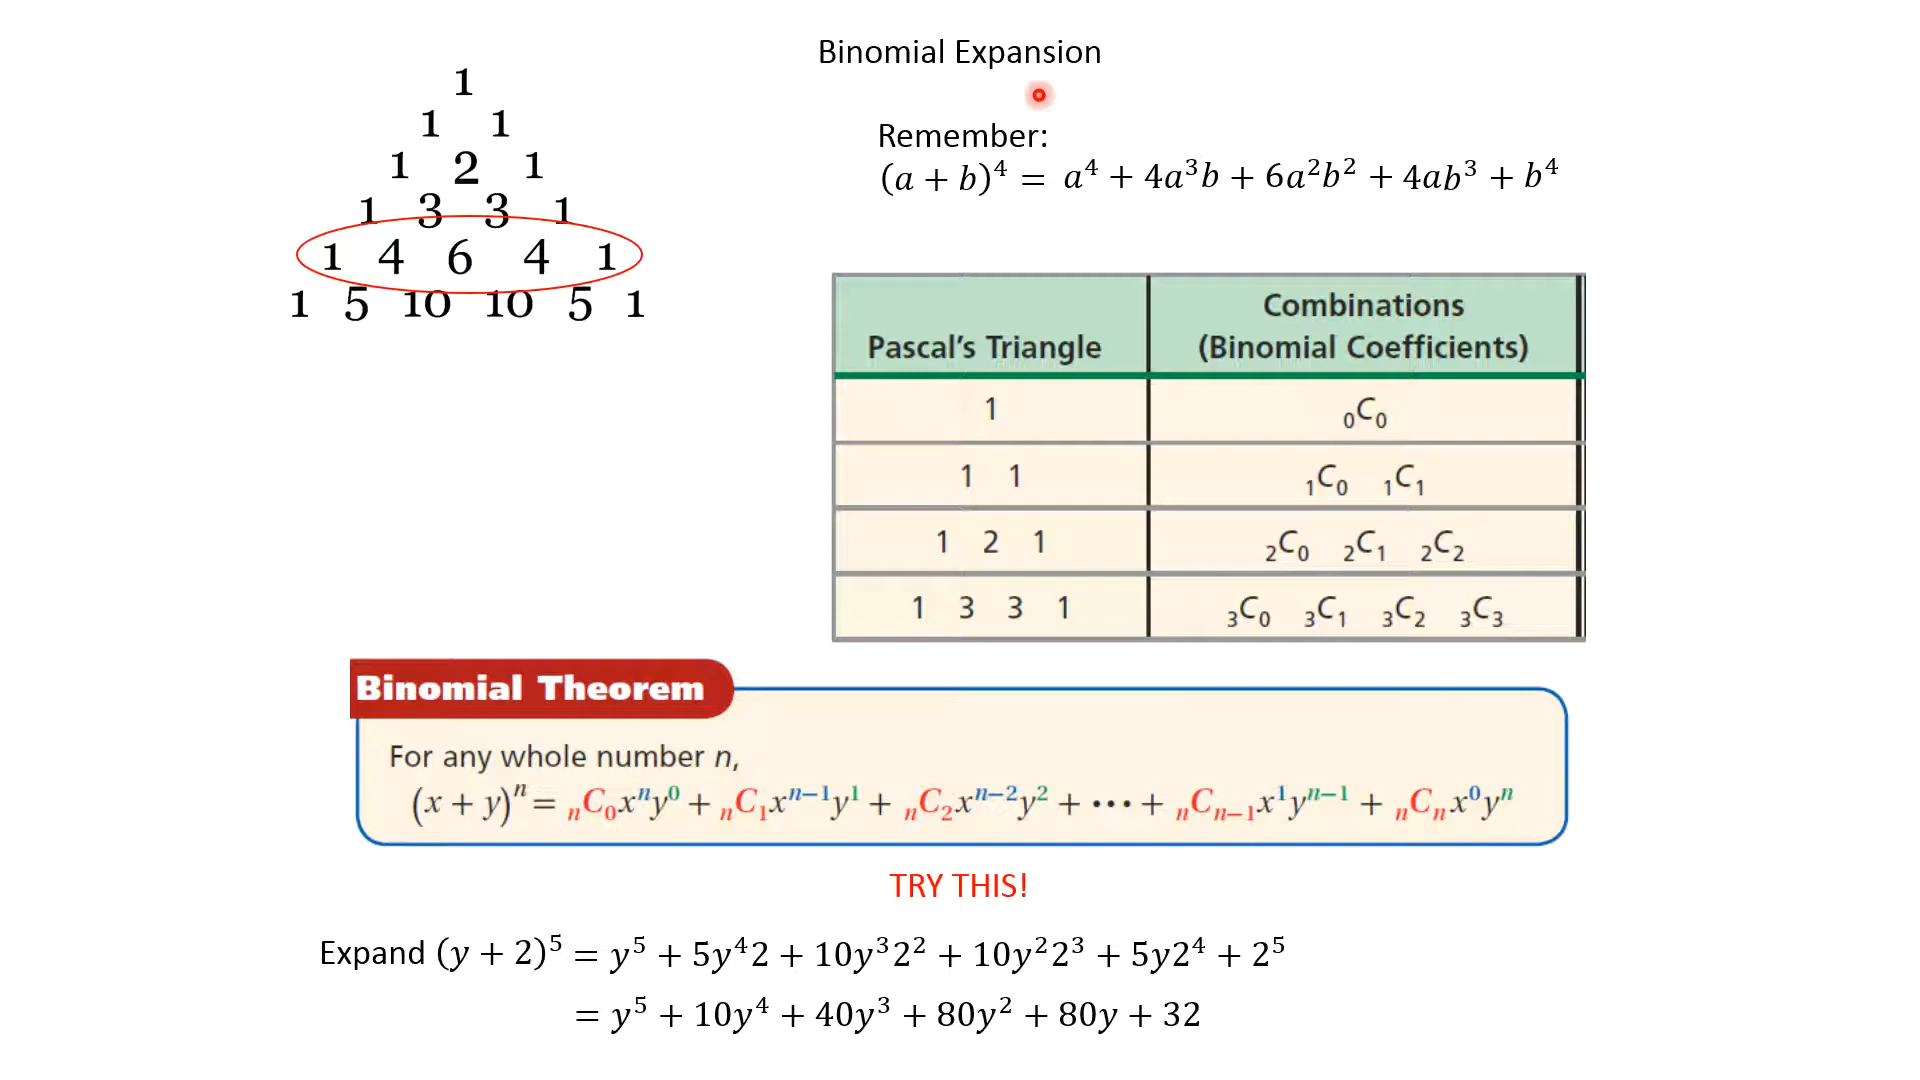 Binomial Expansion
1
1 1
1 2 1
1 3 3 1
1 4 6 4 1
1 5 10 10 5 1
Remember:
(a + b)⁴ = a⁴ + 4a³b + 6a²b² + 4ab³ + b⁴
Pascal's Triangle
Combinations
(Binomial Coefficients)
1 ₀C₀
1 1 ₁C₀ ₁C₁
1 2 1 ₂C₀ ₂C₁ ₂C₂
1 3 3 1 ₃C₀ ₃C₁ ₃C₂ ₃C₃
Binomial Theorem
For any whole number n,
(x + y)ⁿ = ₙC₀xⁿy⁰ + ₙC₁xⁿ⁻¹y¹ + ₙC₂xⁿ⁻²y² + ··· + ₙCₙ₋₁x¹yⁿ⁻¹ + ₙCₙx⁰yⁿ
TRY THIS!
Expand (y + 2)⁵ = y⁵ + 5y⁴2 + 10y³2² + 10y²2³ + 5y2⁴ + 2⁵
= y⁵ + 10y⁴ + 40y³ + 80y² + 80y + 32